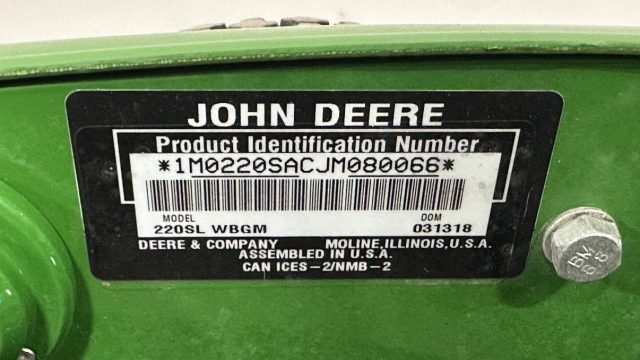 JOHN DEERE
Product Identification Number
*1M0220SACJM080066*
MODEL DOM
220SL WBGM 031318
DEERE & COMPANY MOLINE,ILLINOIS,U.S.A.
ASSEMBLED IN U.S.A.
CAN ICES-2/NMB-2